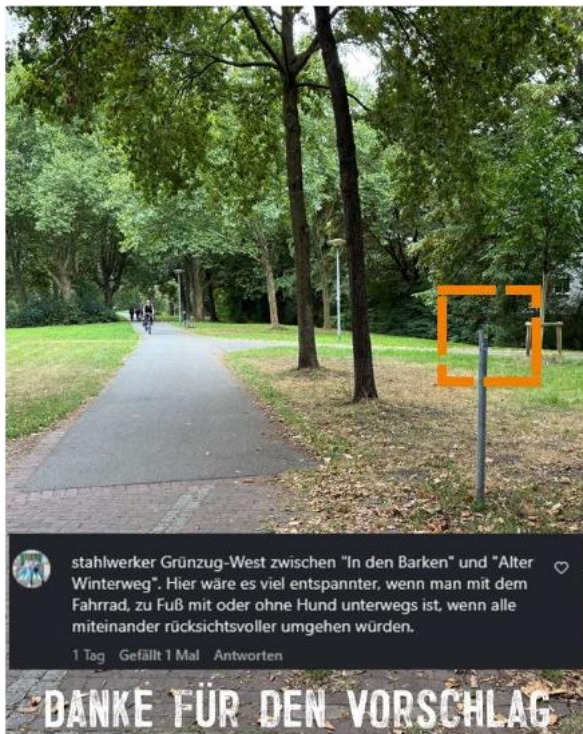 stahlwerker Grünzug-West zwischen "In den Barken" und "Alter
Winterweg". Hier wäre es viel entspannter, wenn man mit dem
Fahrrad, zu Fuß mit oder ohne Hund unterwegs ist, wenn alle
miteinander rücksichtsvoller umgehen würden.
1 Tag Gefällt 1 Mal Antworten
DANKE FÜR DEN VORSCHLAG